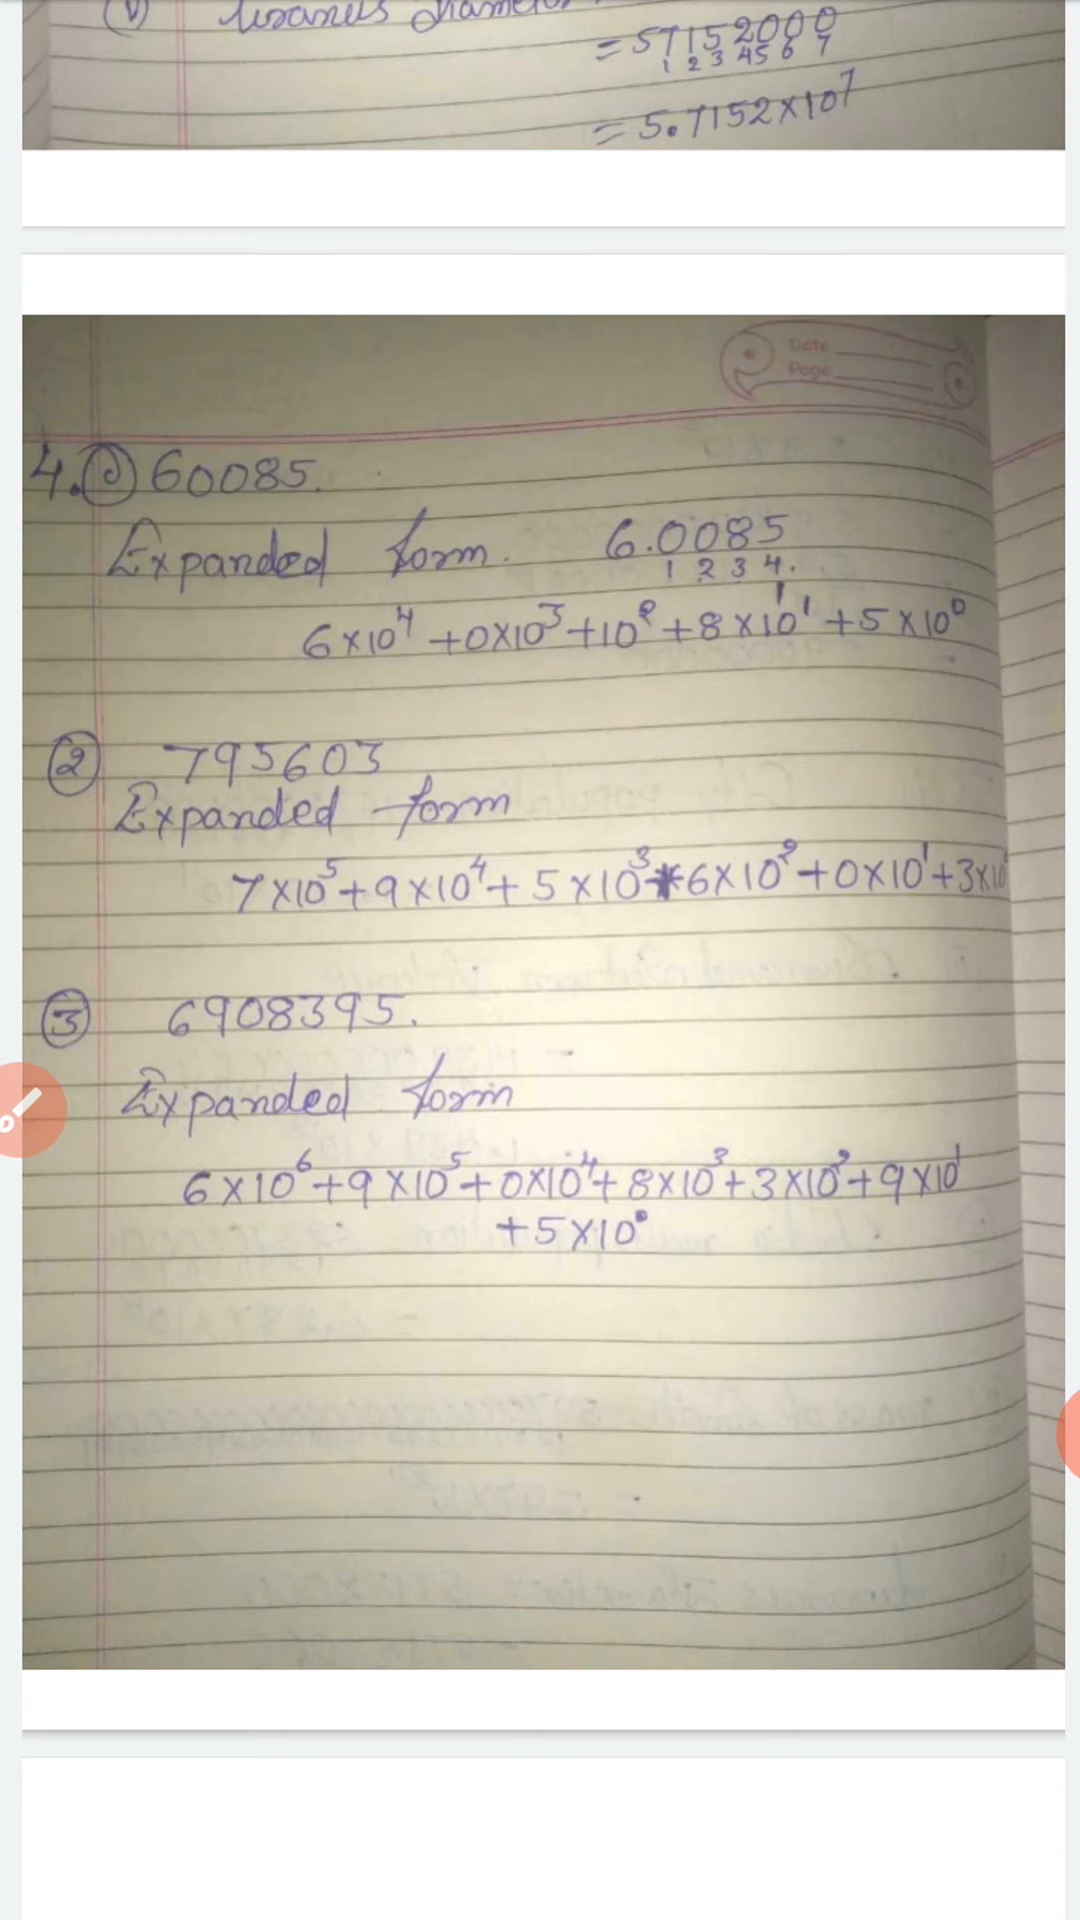 (v) Uranus diameter
= 57152000
1 2 3 4 5 6 7
= 5.7152×10⁷
Date
Page
4. ① 60085.
Expanded form. 6.0085
1 2 3 4.
6×10⁴ +0×10³ +10² +8×10¹ +5×10⁰
② 795603
Expanded form
7×10⁵+9×10⁴+5×10³+6×10²+0×10¹+3×10
③ 6908395.
Expanded form
6×10⁶+9×10⁵+0×10⁴+8×10³+3×10²+9×10¹
+5×10⁰